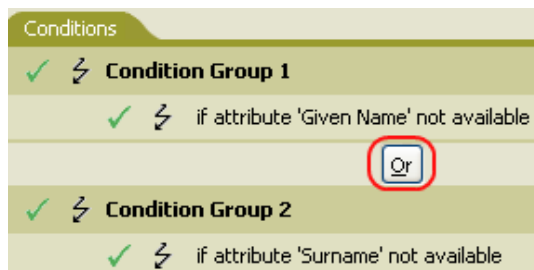 Conditions
Condition Group 1
if attribute 'Given Name' not available
Or
Condition Group 2
if attribute 'Surname' not available